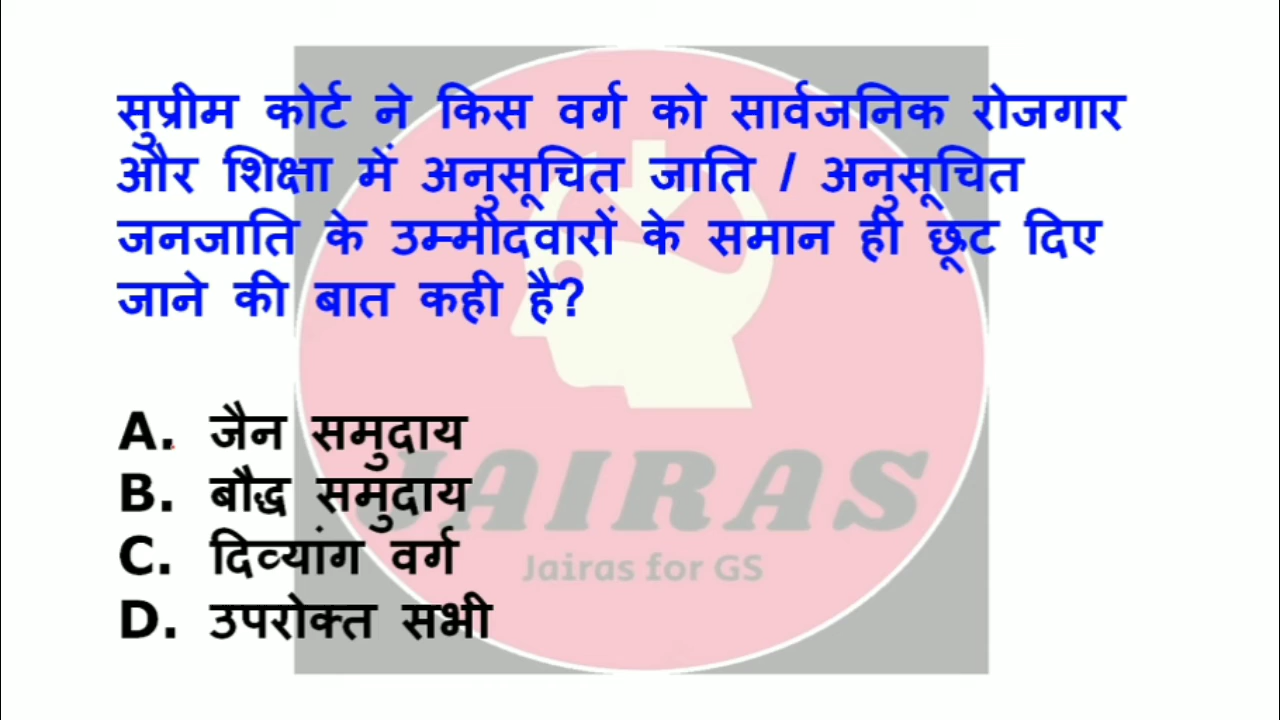 सुप्रीम कोर्ट ने किस वर्ग को सार्वजनिक रोजगार
और शिक्षा में अनुसूचित जाति / अनुसूचित
जनजाति के उम्मीदवारों के समान ही छूट दिए
जाने की बात कही है?
A. जैन समुदाय
B. बौद्ध समुदाय
C. दिव्यांग वर्ग
D. उपरोक्त सभी
JAIRAS
Jairas for GS